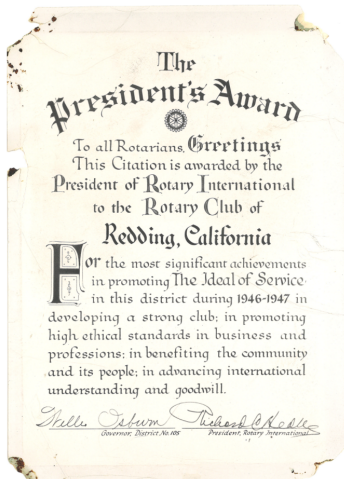 The
President's Award
To all Rotarians, Greetings
This Citation is awarded by the
President of Rotary International
to the Rotary Club of
Redding, California
For the most significant achievements
in promoting The Ideal of Service
in this district during 1946-1947 in
developing a strong club; in promoting
high ethical standards in business and
professions; in benefiting the community
and its people; in advancing international
understanding and goodwill.
Richard C. Hedke
Governor, District No. 105 President, Rotary International